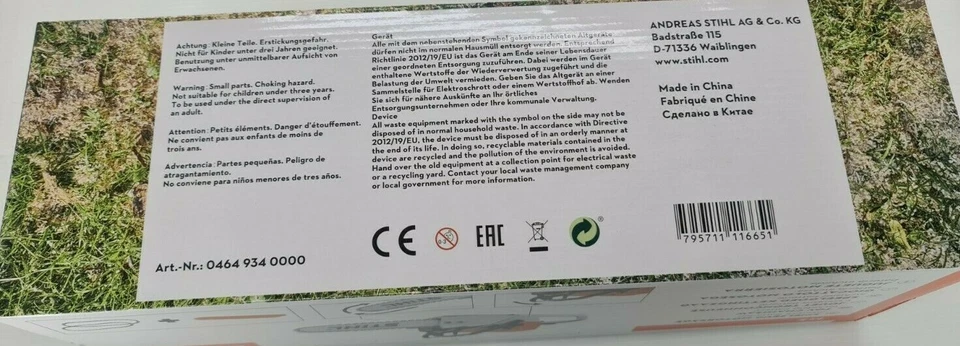 Achtung: Kleine Teile. Erstickungsgefahr.
Nicht für Kinder unter drei Jahren geeignet.
Benutzung unter unmittelbarer Aufsicht von
Erwachsenen.
Warning: Small parts. Choking hazard.
Not suitable for children under three years.
To be used under the direct supervision of
an adult.
Attention: Petits éléments. Danger d'étouffement.
Ne convient pas aux enfants de moins de
trois ans.
Advertencia: Partes pequeñas. Peligro de
atragantamiento.
No conviene para niños menores de tres años.
Art.-Nr.: 0464 934 0000
Gerät
Alle mit dem nebenstehenden Symbol gekennzeichneten Altgeräte
dürfen nicht im normalen Hausmüll entsorgt werden. Entsprechend
Richtlinie 2012/19/EU ist das Gerät am Ende seiner Lebensdauer
einer geordneten Entsorgung zuzuführen. Dabei werden im Gerät
enthaltene Wertstoffe der Wiederverwertung zugeführt und die
Belastung der Umwelt vermieden. Geben Sie das Altgerät an einer
Sammelstelle für Elektroschrott oder einem Wertstoffhof ab. Wenden
Sie sich für nähere Auskünfte an Ihr örtliches
Entsorgungsunternehmen oder Ihre kommunale Verwaltung.
Device
All waste equipment marked with the symbol on the side may not be
disposed of in normal household waste. In accordance with Directive
2012/19/EU, the device must be disposed of in an orderly manner at
the end of its life. In doing so, recyclable materials contained in the
device are recycled and the pollution of the environment is avoided.
Hand over the old equipment at a collection point for electrical waste
or a recycling yard. Contact your local waste management company
or local government for more information.
CE
0-3
EAC
ANDREAS STIHL AG & Co. KG
Badstraße 115
D-71336 Waiblingen
www.stihl.com
Made in China
Fabriqué en Chine
Сделано в Китае
795711 116651
STIHL